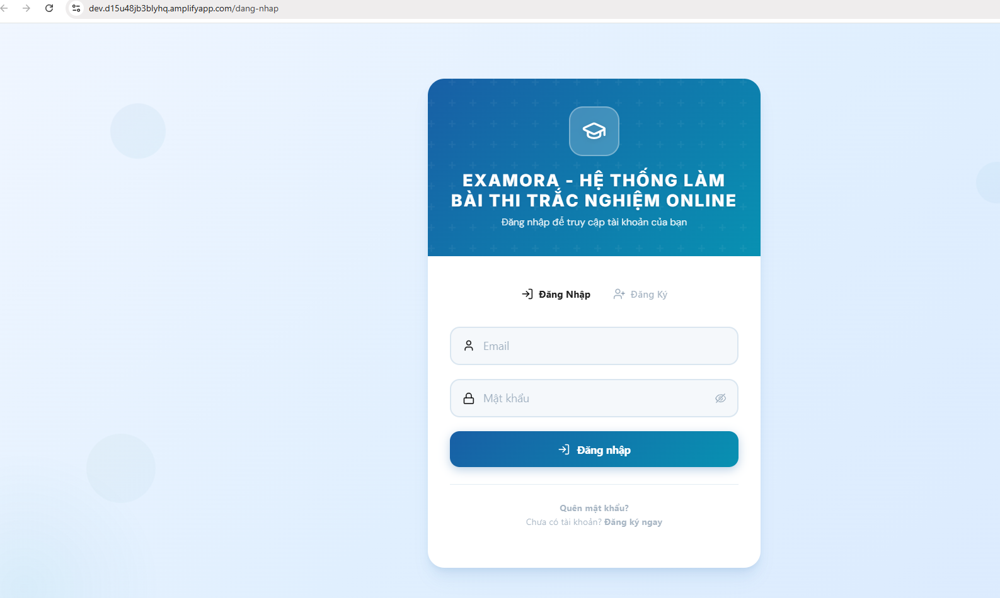 dev.d15u48jb3blyhq.amplifyapp.com/dang-nhap
EXAMORA - HỆ THỐNG LÀM
BÀI THI TRẮC NGHIỆM ONLINE
Đăng nhập để truy cập tài khoản của bạn
Đăng Nhập Đăng Ký
Email
Mật khẩu
Đăng nhập
Quên mật khẩu?
Chưa có tài khoản? Đăng ký ngay